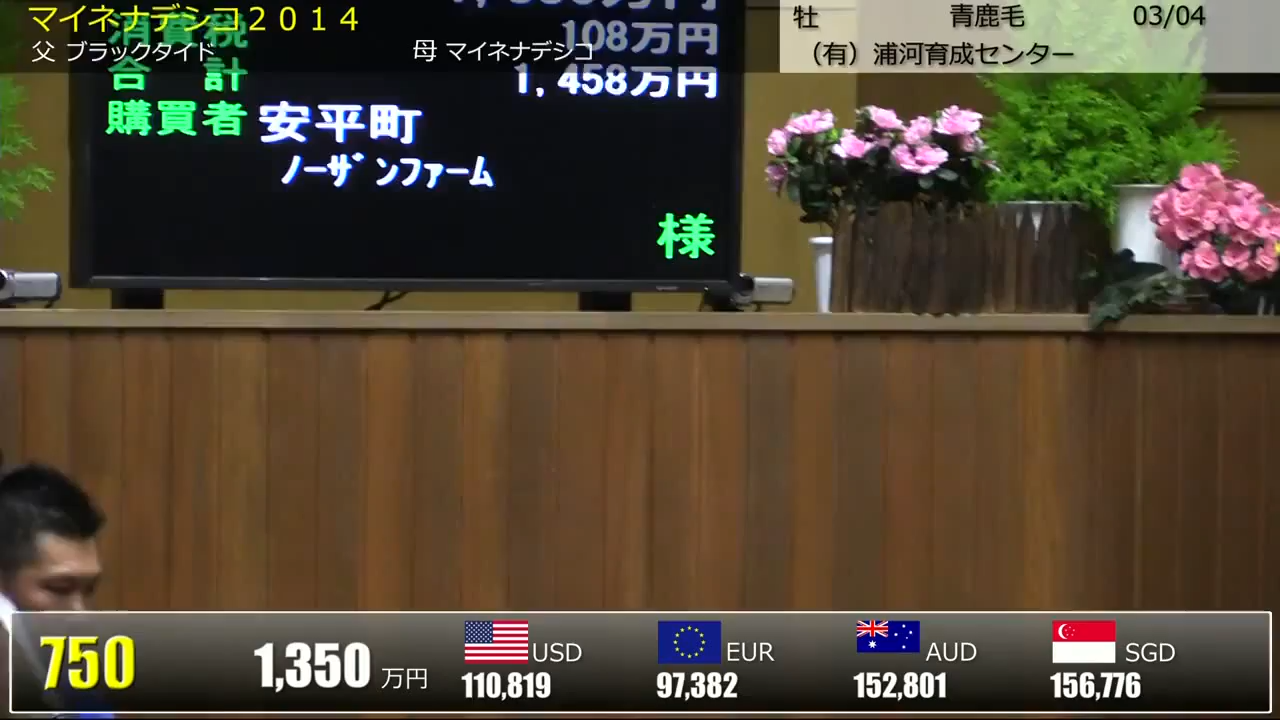 マイネナデシコ2014
父 ブラックタイド
母 マイネナデシコ
牡 青鹿毛 03/04
（有）浦河育成センター
消費税 108万円
合 計 1,458万円
購買者 安平町
ﾉｰｻﾞﾝﾌｧｰﾑ
様
750
1,350 万円
USD 110,819
EUR 97,382
AUD 152,801
SGD 156,776